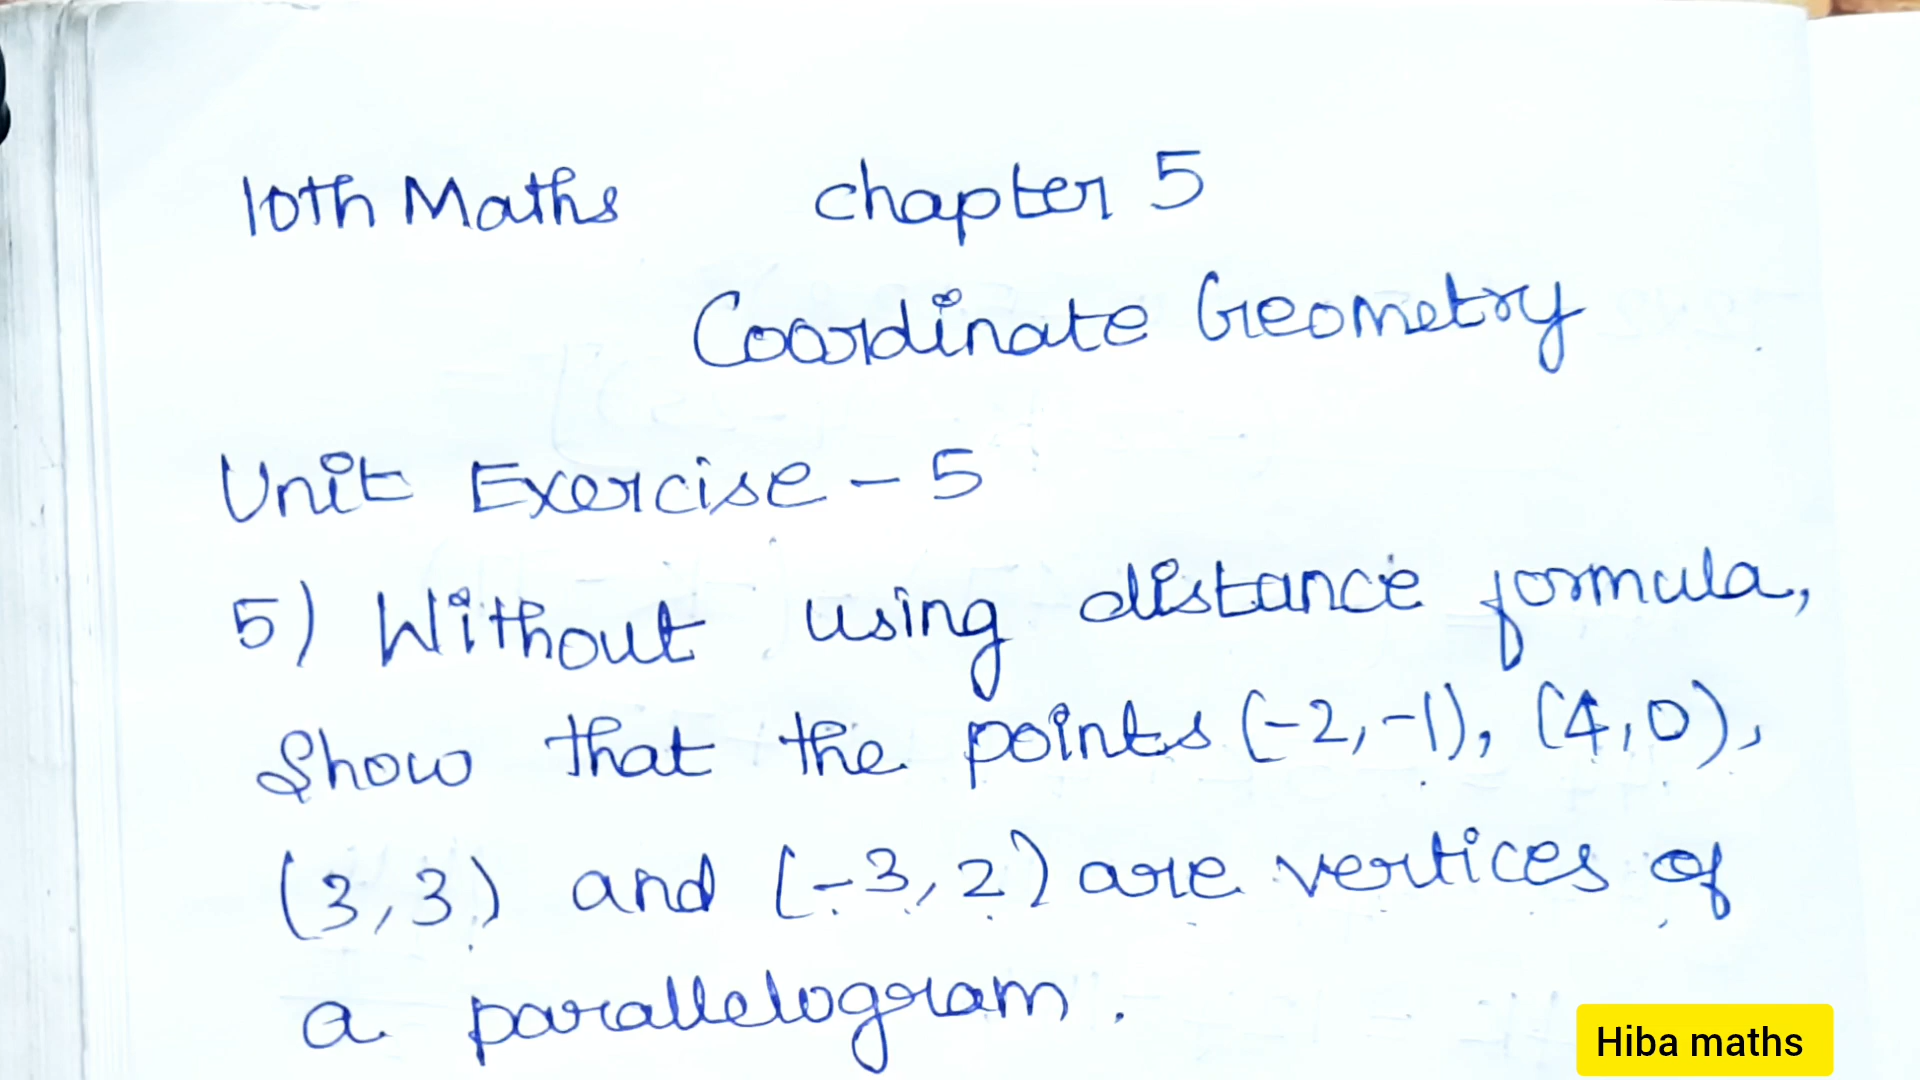 10th Maths chapter 5
Coordinate Geometry
Unit Exercise - 5
5) Without using distance formula,
Show that the points (-2,-1), (4,0),
(3,3) and (-3,2) are vertices of
a parallelogram.
Hiba maths